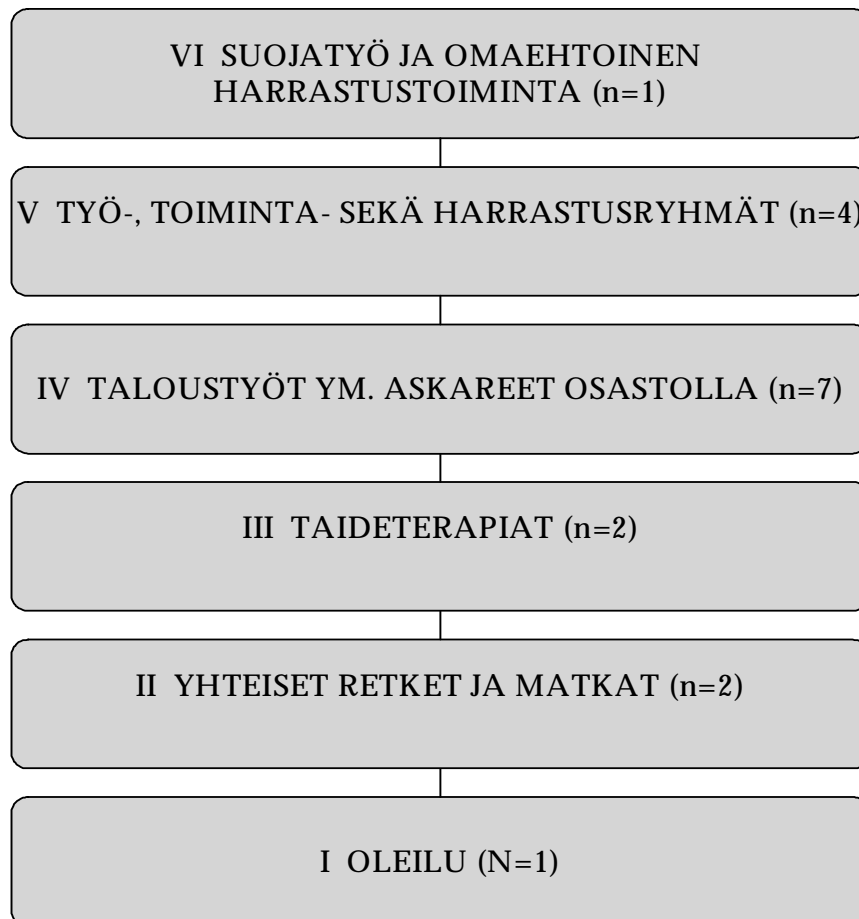 VI SUOJATYÖ JA OMAEHTOINEN
HARRASTUSTOIMINTA (n=1)
V TYÖ-, TOIMINTA- SEKÄ HARRASTUSRYHMÄT (n=4)
IV TALOUSTYÖT YM. ASKAREET OSASTOLLA (n=7)
III TAIDETERAPIAT (n=2)
II YHTEISET RETKET JA MATKAT (n=2)
I OLEILU (N=1)